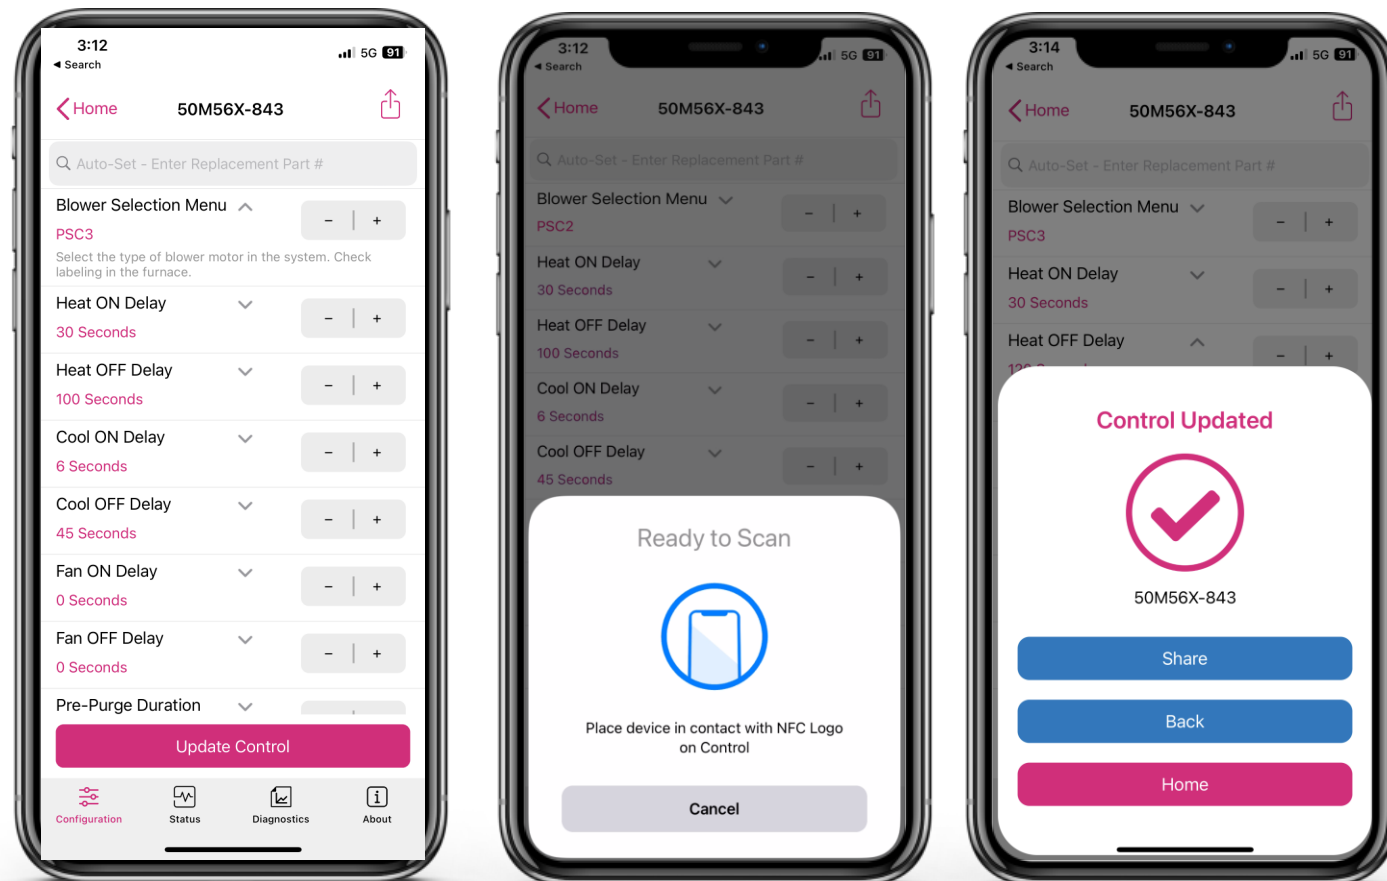 3:12
5G 91
◀ Search
Home
50M56X-843
Auto-Set - Enter Replacement Part #
Blower Selection Menu
PSC3
- | +
Select the type of blower motor in the system. Check
labeling in the furnace.
Heat ON Delay
30 Seconds
- | +
Heat OFF Delay
100 Seconds
- | +
Cool ON Delay
6 Seconds
- | +
Cool OFF Delay
45 Seconds
- | +
Fan ON Delay
0 Seconds
- | +
Fan OFF Delay
0 Seconds
- | +
Pre-Purge Duration
Update Control
Configuration
Status
Diagnostics
About
3:12
5G 91
◀ Search
Home
50M56X-843
Auto-Set - Enter Replacement Part #
Blower Selection Menu
PSC2
- | +
Heat ON Delay
30 Seconds
- | +
Heat OFF Delay
100 Seconds
- | +
Cool ON Delay
6 Seconds
- | +
Cool OFF Delay
45 Seconds
- | +
Ready to Scan
Place device in contact with NFC Logo
on Control
Cancel
3:14
5G 91
◀ Search
Home
50M56X-843
Auto-Set - Enter Replacement Part #
Blower Selection Menu
PSC3
- | +
Heat ON Delay
30 Seconds
- | +
Heat OFF Delay
- | +
Control Updated
50M56X-843
Share
Back
Home